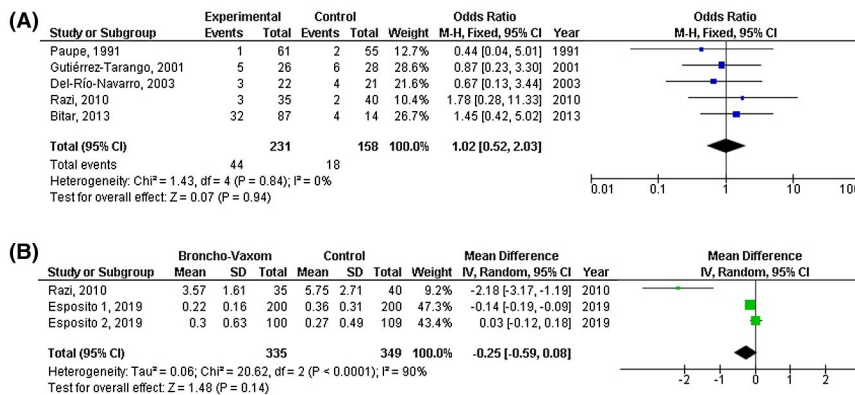 (A)
Experimental Control Odds Ratio Odds Ratio
Study or Subgroup Events Total Events Total Weight M-H, Fixed, 95% CI Year M-H, Fixed, 95% CI
Paupe, 1991 1 61 2 55 12.7% 0.44 [0.04, 5.01] 1991
Gutiérrez-Tarango, 2001 5 26 6 28 28.6% 0.87 [0.23, 3.30] 2001
Del-Río-Navarro, 2003 3 22 4 21 21.6% 0.67 [0.13, 3.44] 2003
Razi, 2010 3 35 2 40 10.4% 1.78 [0.28, 11.33] 2010
Bitar, 2013 32 87 4 14 26.7% 1.45 [0.42, 5.02] 2013
Total (95% CI) 231 158 100.0% 1.02 [0.52, 2.03]
Total events 44 18
Heterogeneity: Chi² = 1.43, df = 4 (P = 0.84); I² = 0%
Test for overall effect: Z = 0.07 (P = 0.94)
0.01 0.1 1 10 100
(B)
Broncho-Vaxom Control Mean Difference Mean Difference
Study or Subgroup Mean SD Total Mean SD Total Weight IV, Random, 95% CI Year IV, Random, 95% CI
Razi, 2010 3.57 1.61 35 5.75 2.71 40 9.2% -2.18 [-3.17, -1.19] 2010
Esposito 1, 2019 0.22 0.16 200 0.36 0.31 200 47.3% -0.14 [-0.19, -0.09] 2019
Esposito 2, 2019 0.3 0.63 100 0.27 0.49 109 43.4% 0.03 [-0.12, 0.18] 2019
Total (95% CI) 335 349 100.0% -0.25 [-0.59, 0.08]
Heterogeneity: Tau² = 0.06; Chi² = 20.62, df = 2 (P < 0.0001); I² = 90%
Test for overall effect: Z = 1.48 (P = 0.14)
-2 -1 0 1 2